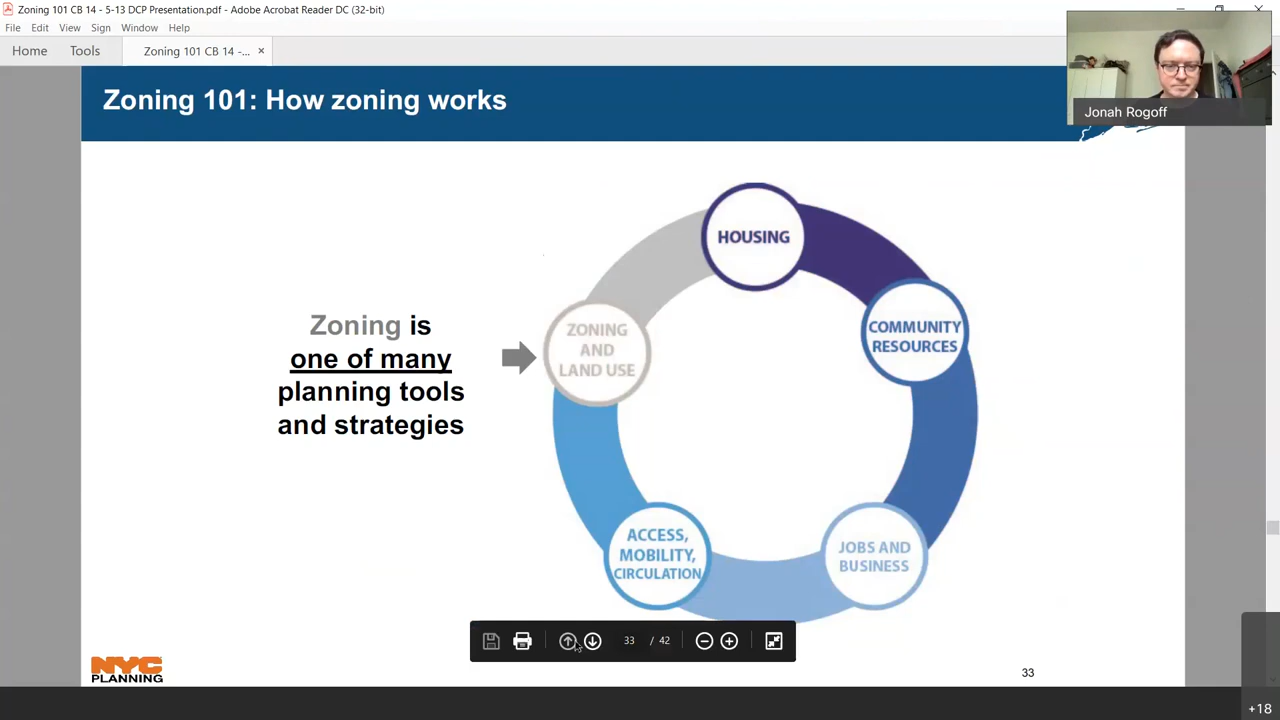 Zoning 101 CB 14 - 5-13 DCP Presentation.pdf - Adobe Acrobat Reader DC (32-bit)
File Edit View Sign Window Help
Home Tools Zoning 101 CB 14 -... ×
Jonah Rogoff
Zoning 101: How zoning works
HOUSING
COMMUNITY
RESOURCES
ZONING
AND
LAND USE
Zoning is
one of many
planning tools
and strategies
ACCESS,
MOBILITY,
CIRCULATION
JOBS AND
BUSINESS
33 / 42
NYC
PLANNING
33
+18